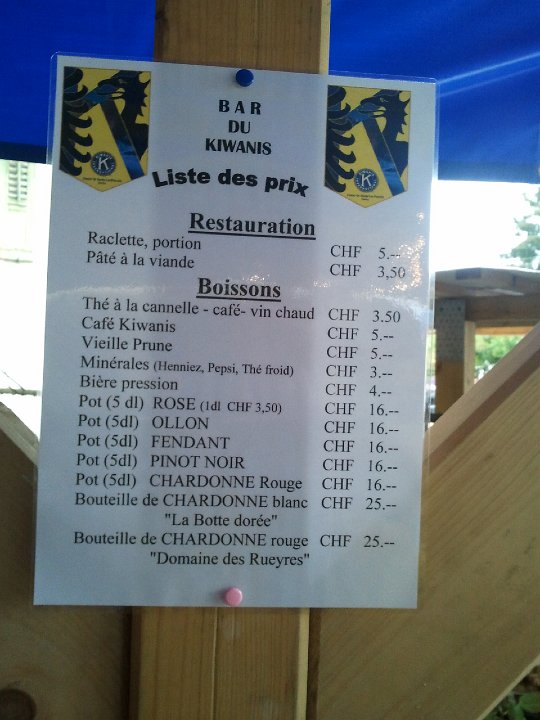 BAR
DU
KIWANIS
Liste des prix
Restauration
Raclette, portion CHF 5.--
Pâté à la viande CHF 3,50
Boissons
Thé à la cannelle - café- vin chaud CHF 3.50
Café Kiwanis CHF 5.--
Vieille Prune CHF 5.--
Minérales (Henniez, Pepsi, Thé froid) CHF 3.--
Bière pression CHF 4.--
Pot (5 dl) ROSE (1dl CHF 3,50) CHF 16.--
Pot (5dl) OLLON CHF 16.--
Pot (5dl) FENDANT CHF 16.--
Pot (5dl) PINOT NOIR CHF 16.--
Pot (5dl) CHARDONNE Rouge CHF 16.--
Bouteille de CHARDONNE blanc CHF 25.--
"La Botte dorée"
Bouteille de CHARDONNE rouge CHF 25.--
"Domaine des Rueyres"